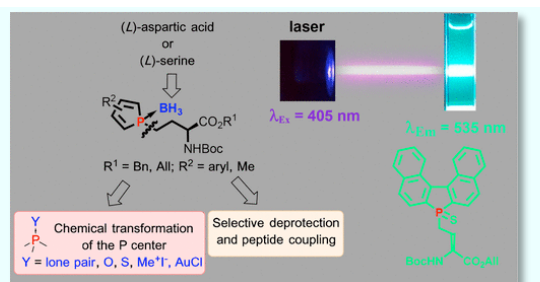 (L)-aspartic acid
or
(L)-serine
R2
P
BH3
CO2R1
NHBoc
R1 = Bn, All; R2 = aryl, Me
laser
λEx = 405 nm
λEm = 535 nm
Y
P
Chemical transformation
of the P center
Y = lone pair, O, S, Me+I-, AuCl
Selective deprotection
and peptide coupling
P
S
BocHN
CO2All